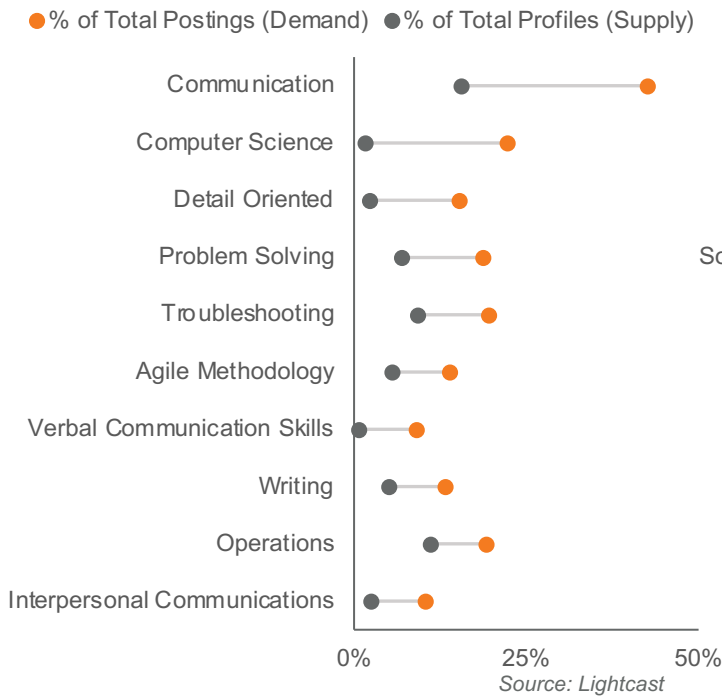 % of Total Postings (Demand) % of Total Profiles (Supply)
Communication
Computer Science
Detail Oriented
Problem Solving
So
Troubleshooting
Agile Methodology
Verbal Communication Skills
Writing
Operations
Interpersonal Communications
0% 25% 50%
Source: Lightcast